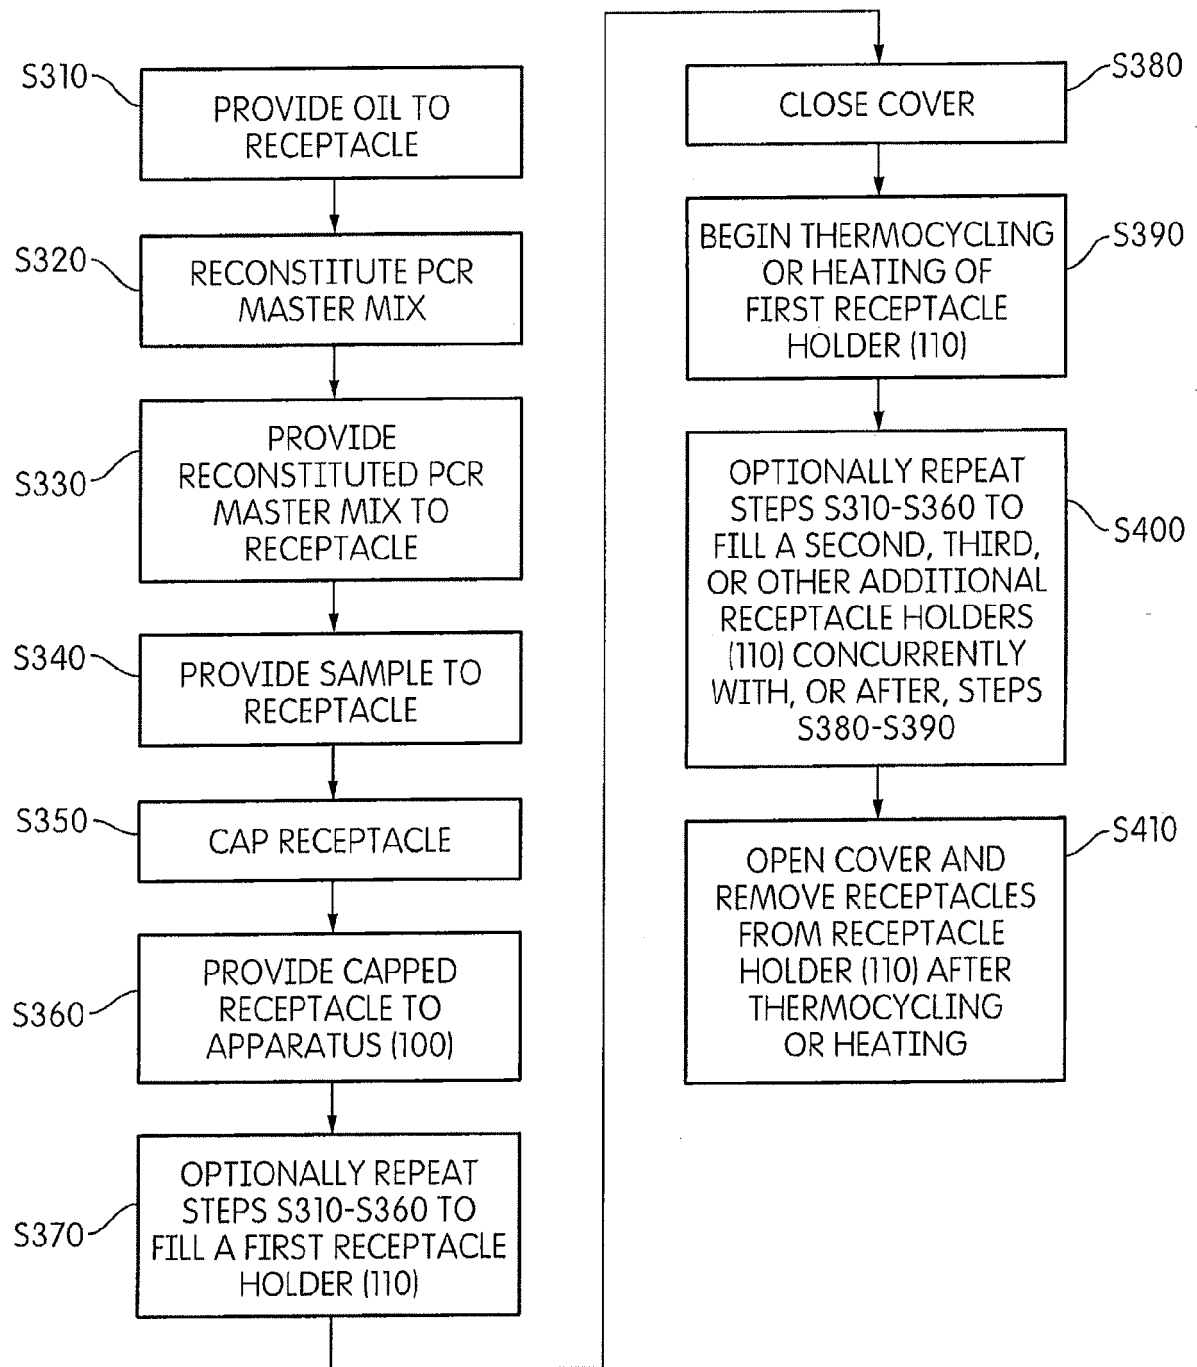 S310
PROVIDE OIL TO
RECEPTACLE
S320
RECONSTITUTE PCR
MASTER MIX
S330
PROVIDE
RECONSTITUTED PCR
MASTER MIX TO
RECEPTACLE
S340
PROVIDE SAMPLE TO
RECEPTACLE
S350
CAP RECEPTACLE
S360
PROVIDE CAPPED
RECEPTACLE TO
APPARATUS (100)
S370
OPTIONALLY REPEAT
STEPS S310-S360 TO
FILL A FIRST RECEPTACLE
HOLDER (110)
S380
CLOSE COVER
S390
BEGIN THERMOCYCLING
OR HEATING OF
FIRST RECEPTACLE
HOLDER (110)
S400
OPTIONALLY REPEAT
STEPS S310-S360 TO
FILL A SECOND, THIRD,
OR OTHER ADDITIONAL
RECEPTACLE HOLDERS
(110) CONCURRENTLY
WITH, OR AFTER, STEPS
S380-S390
S410
OPEN COVER AND
REMOVE RECEPTACLES
FROM RECEPTACLE
HOLDER (110) AFTER
THERMOCYCLING
OR HEATING